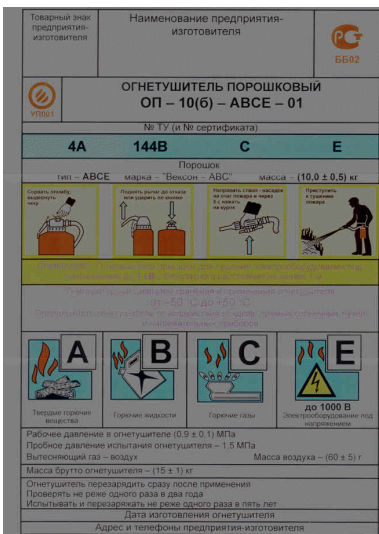 Товарный знак
предприятия-
изготовителя
Наименование предприятия-
изготовителя
ББ02
УП001
ОГНЕТУШИТЕЛЬ ПОРОШКОВЫЙ
ОП – 10(б) – АВСЕ – 01
№ ТУ (и № сертификата)
4А 144В С Е
Порошок
тип – АВСЕ марка – "Вексон – АВС" масса – (10,0 ± 0,5) кг
Сорвать пломбу,
выдернуть
чеку
Поднять рычаг до отказа
или ударить по кнопке
Направить ствол - насадок
на очаг пожара и через
5 с нажать
на курок
Приступить
к тушению
пожара
от –50 °С до +50 °С
и нагревательных приборов
А
В
С
Е
Твердые горючие
вещества
Горючие жидкости
Горючие газы
до 1000 В
Электрооборудование под
напряжением
Рабочее давление в огнетушителе (0,9 ± 0,1) МПа
Пробное давление испытания огнетушителя – 1,5 МПа
Вытесняющий газ – воздух Масса воздуха – (60 ± 5) г
Масса брутто огнетушителя – (15 ± 1) кг
Огнетушитель перезарядить сразу после применения
Проверять не реже одного раза в два года
Испытывать и перезаряжать не реже одного раза в пять лет
Дата изготовления огнетушителя
Адрес и телефоны предприятия-изготовителя